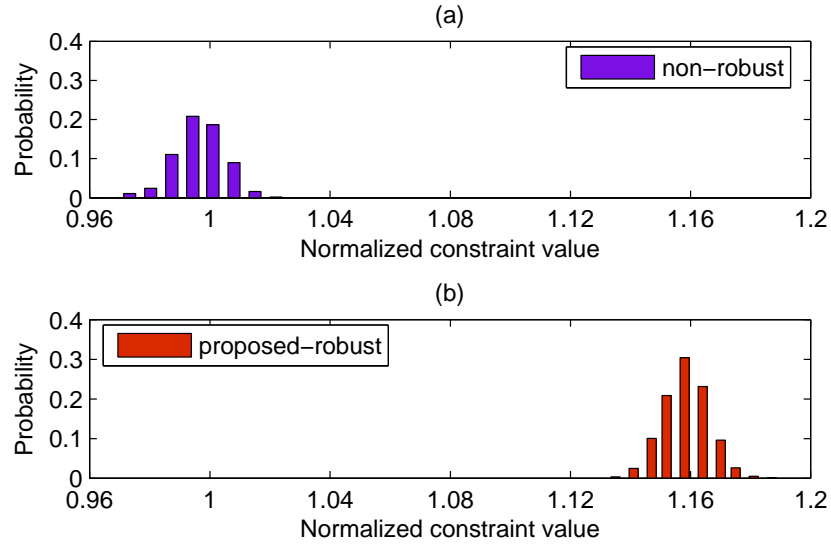 (a)
0.4
0.3
0.2
0.1
0
Probability
non−robust
0.96 1 1.04 1.08 1.12 1.16 1.2
Normalized constraint value
(b)
0.4
0.3
0.2
0.1
0
Probability
proposed−robust
0.96 1 1.04 1.08 1.12 1.16 1.2
Normalized constraint value